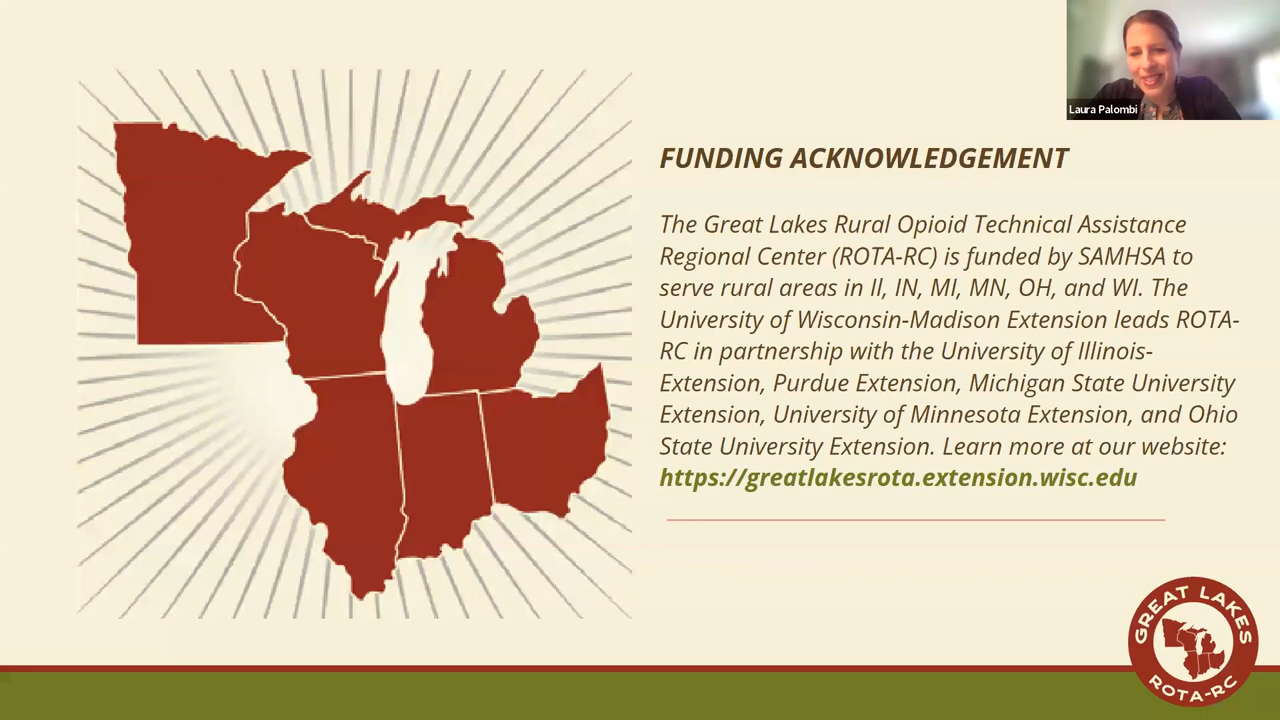 Laura Palombi
FUNDING ACKNOWLEDGEMENT
The Great Lakes Rural Opioid Technical Assistance
Regional Center (ROTA-RC) is funded by SAMHSA to
serve rural areas in Il, IN, MI, MN, OH, and WI. The
University of Wisconsin-Madison Extension leads ROTA-
RC in partnership with the University of Illinois-
Extension, Purdue Extension, Michigan State University
Extension, University of Minnesota Extension, and Ohio
State University Extension. Learn more at our website:
https://greatlakesrota.extension.wisc.edu
GREAT LAKES
ROTA-RC